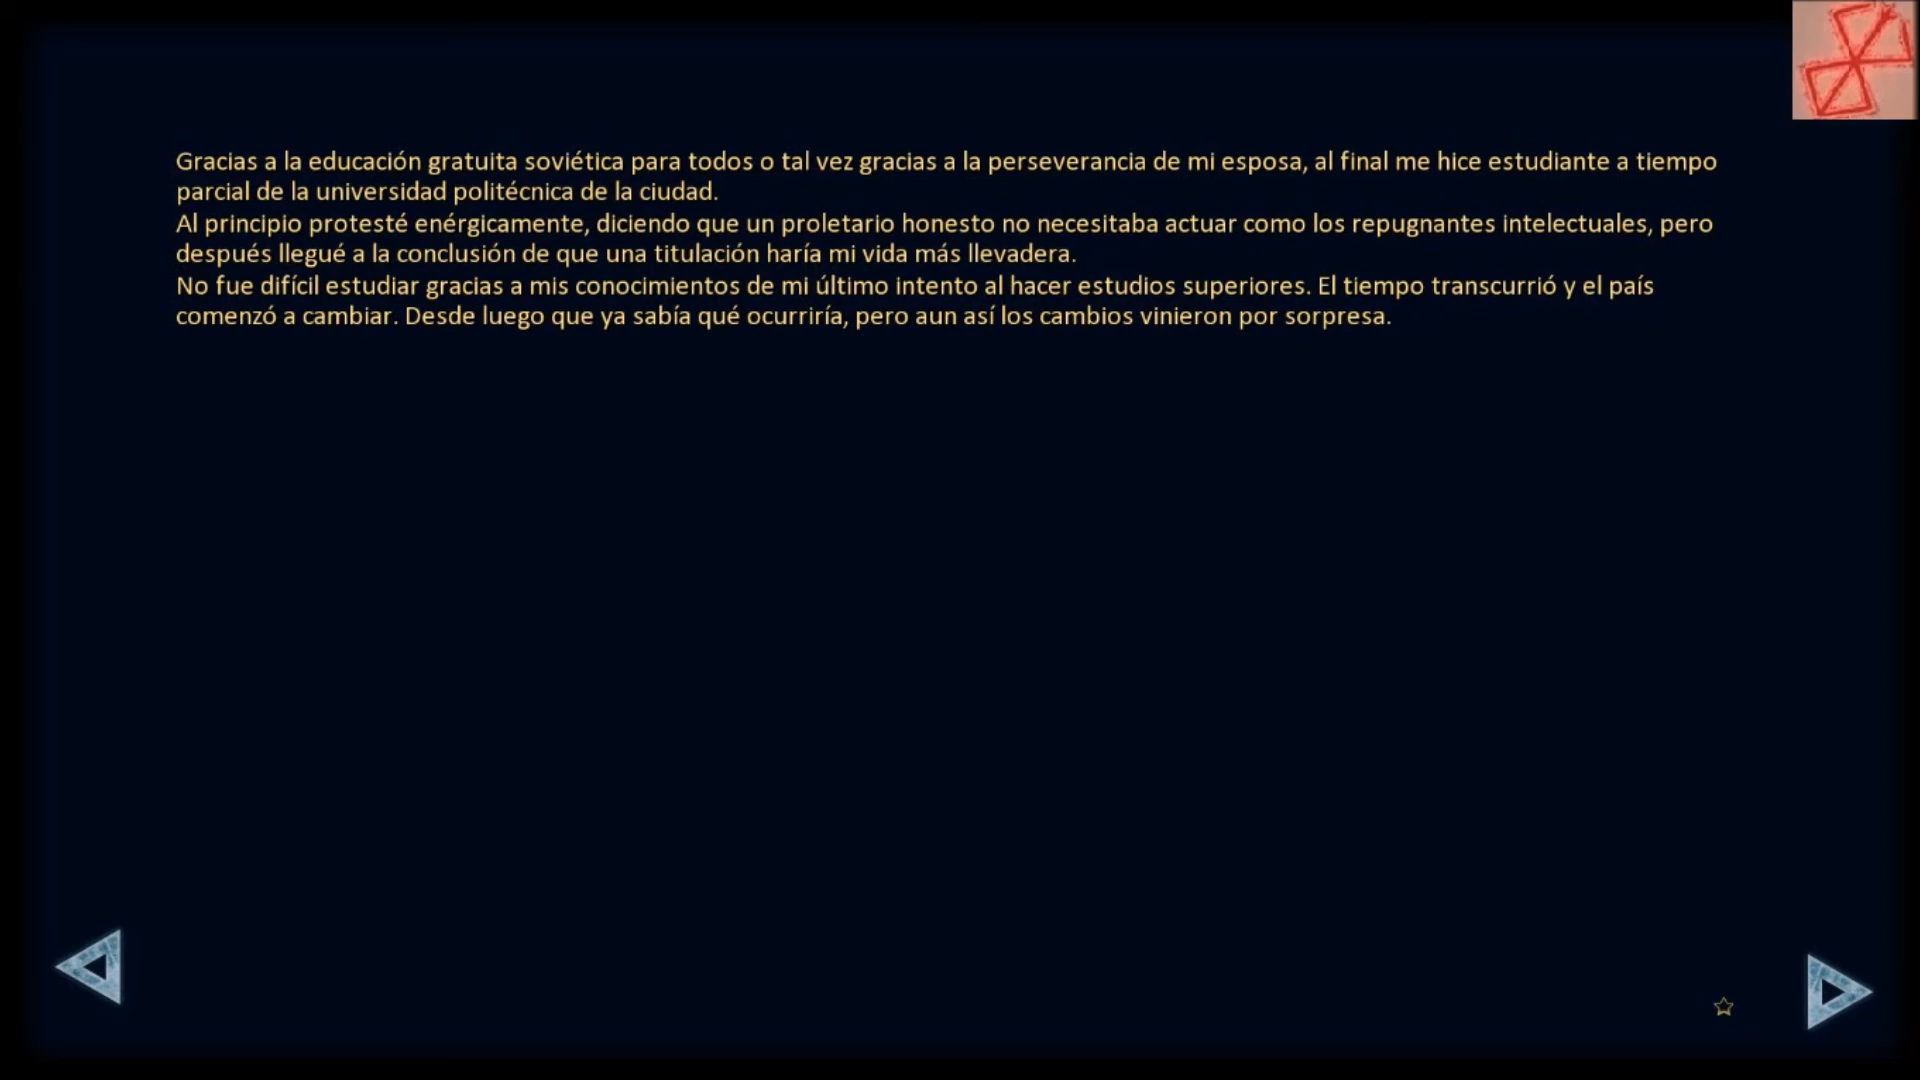 Gracias a la educación gratuita soviética para todos o tal vez gracias a la perseverancia de mi esposa, al final me hice estudiante a tiempo
parcial de la universidad politécnica de la ciudad.
Al principio protesté enérgicamente, diciendo que un proletario honesto no necesitaba actuar como los repugnantes intelectuales, pero
después llegué a la conclusión de que una titulación haría mi vida más llevadera.
No fue difícil estudiar gracias a mis conocimientos de mi último intento al hacer estudios superiores. El tiempo transcurrió y el país
comenzó a cambiar. Desde luego que ya sabía qué ocurriría, pero aun así los cambios vinieron por sorpresa.